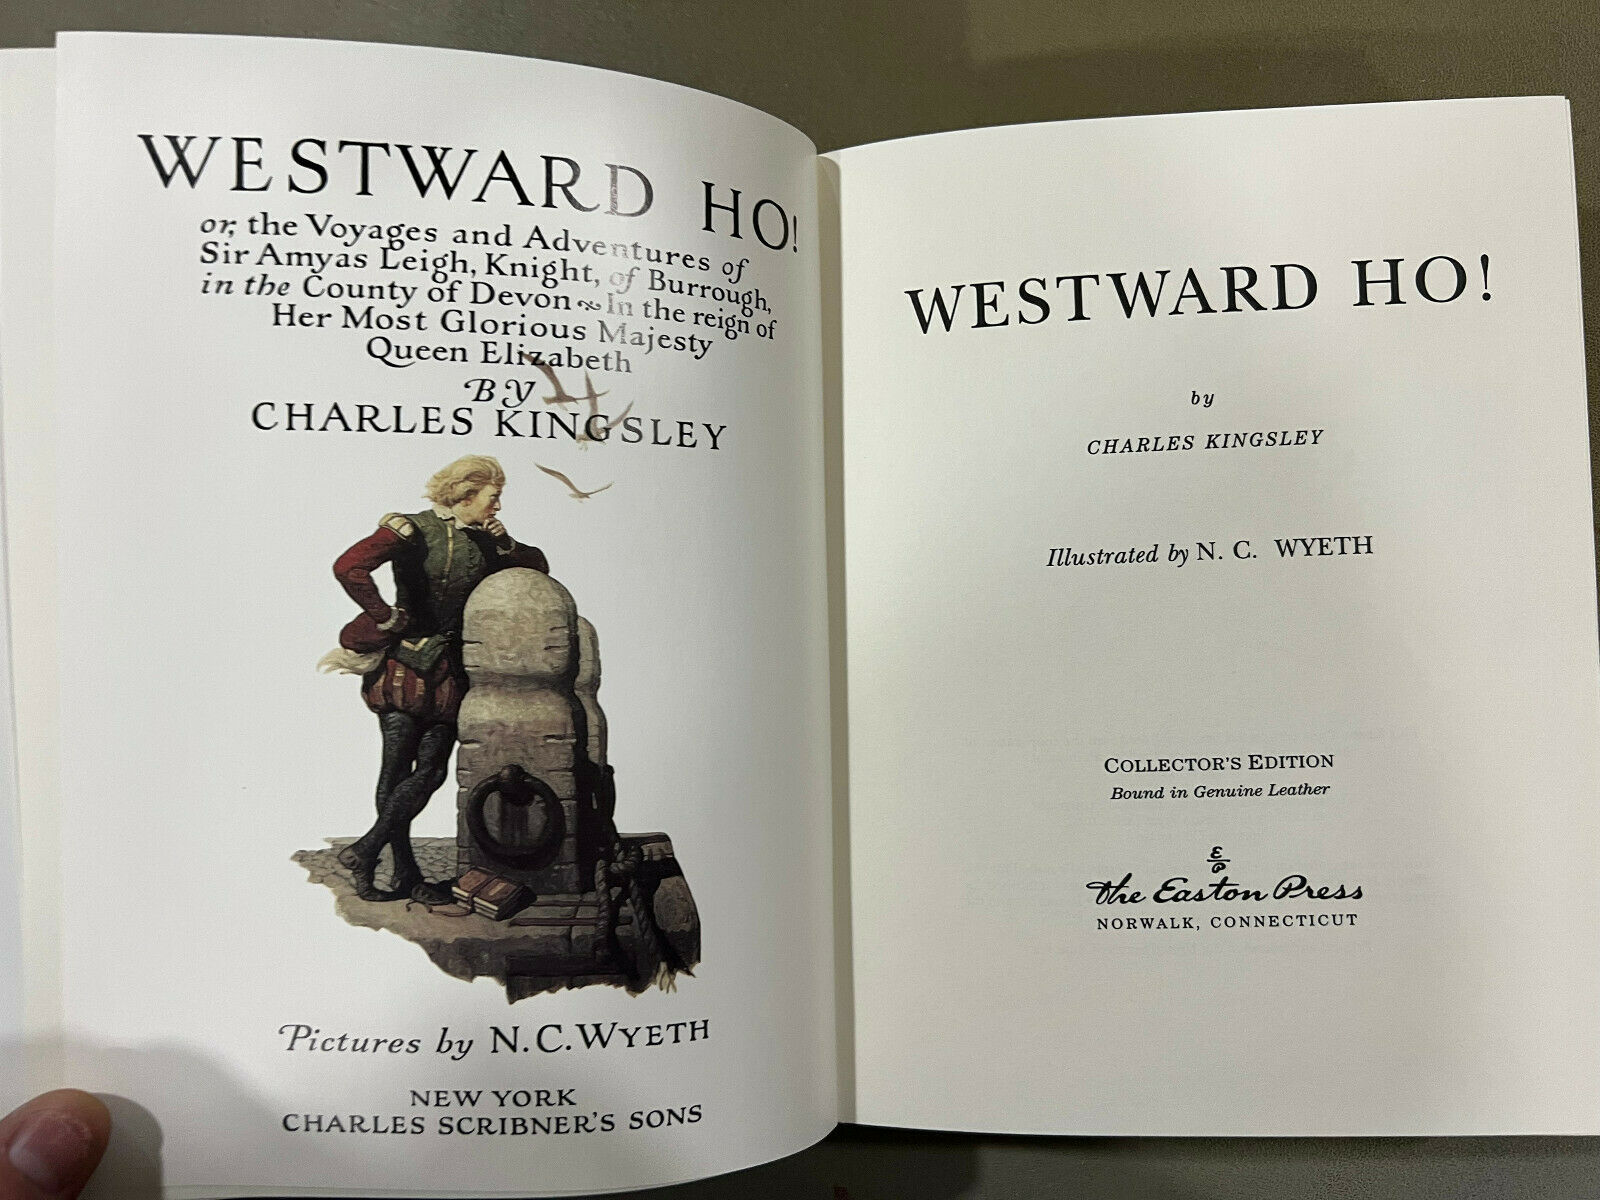 WESTWARD HO!
or, the Voyages and Adventures of
Sir Amyas Leigh, Knight, of Burrough,
in the County of Devon ~ In the reign of
Her Most Glorious Majesty
Queen Elizabeth
BY
CHARLES KINGSLEY
Pictures by N.C. WYETH
NEW YORK
CHARLES SCRIBNER'S SONS
WESTWARD HO!
by
CHARLES KINGSLEY
Illustrated by N. C. WYETH
COLLECTOR'S EDITION
Bound in Genuine Leather
E
P
The Easton Press
NORWALK, CONNECTICUT